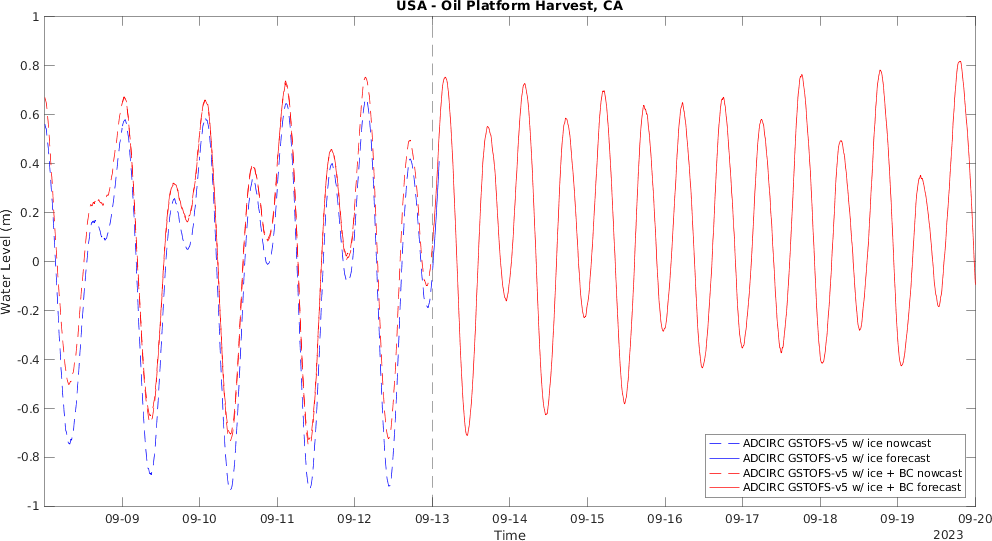 USA - Oil Platform Harvest, CA
1
0.8
0.6
0.4
0.2
0
-0.2
-0.4
-0.6
-0.8
-1
Water Level (m)
ADCIRC GSTOFS-v5 w/ ice nowcast
ADCIRC GSTOFS-v5 w/ ice forecast
ADCIRC GSTOFS-v5 w/ ice + BC nowcast
ADCIRC GSTOFS-v5 w/ ice + BC forecast
09-09 09-10 09-11 09-12 09-13 09-14 09-15 09-16 09-17 09-18 09-19 09-20
Time
2023